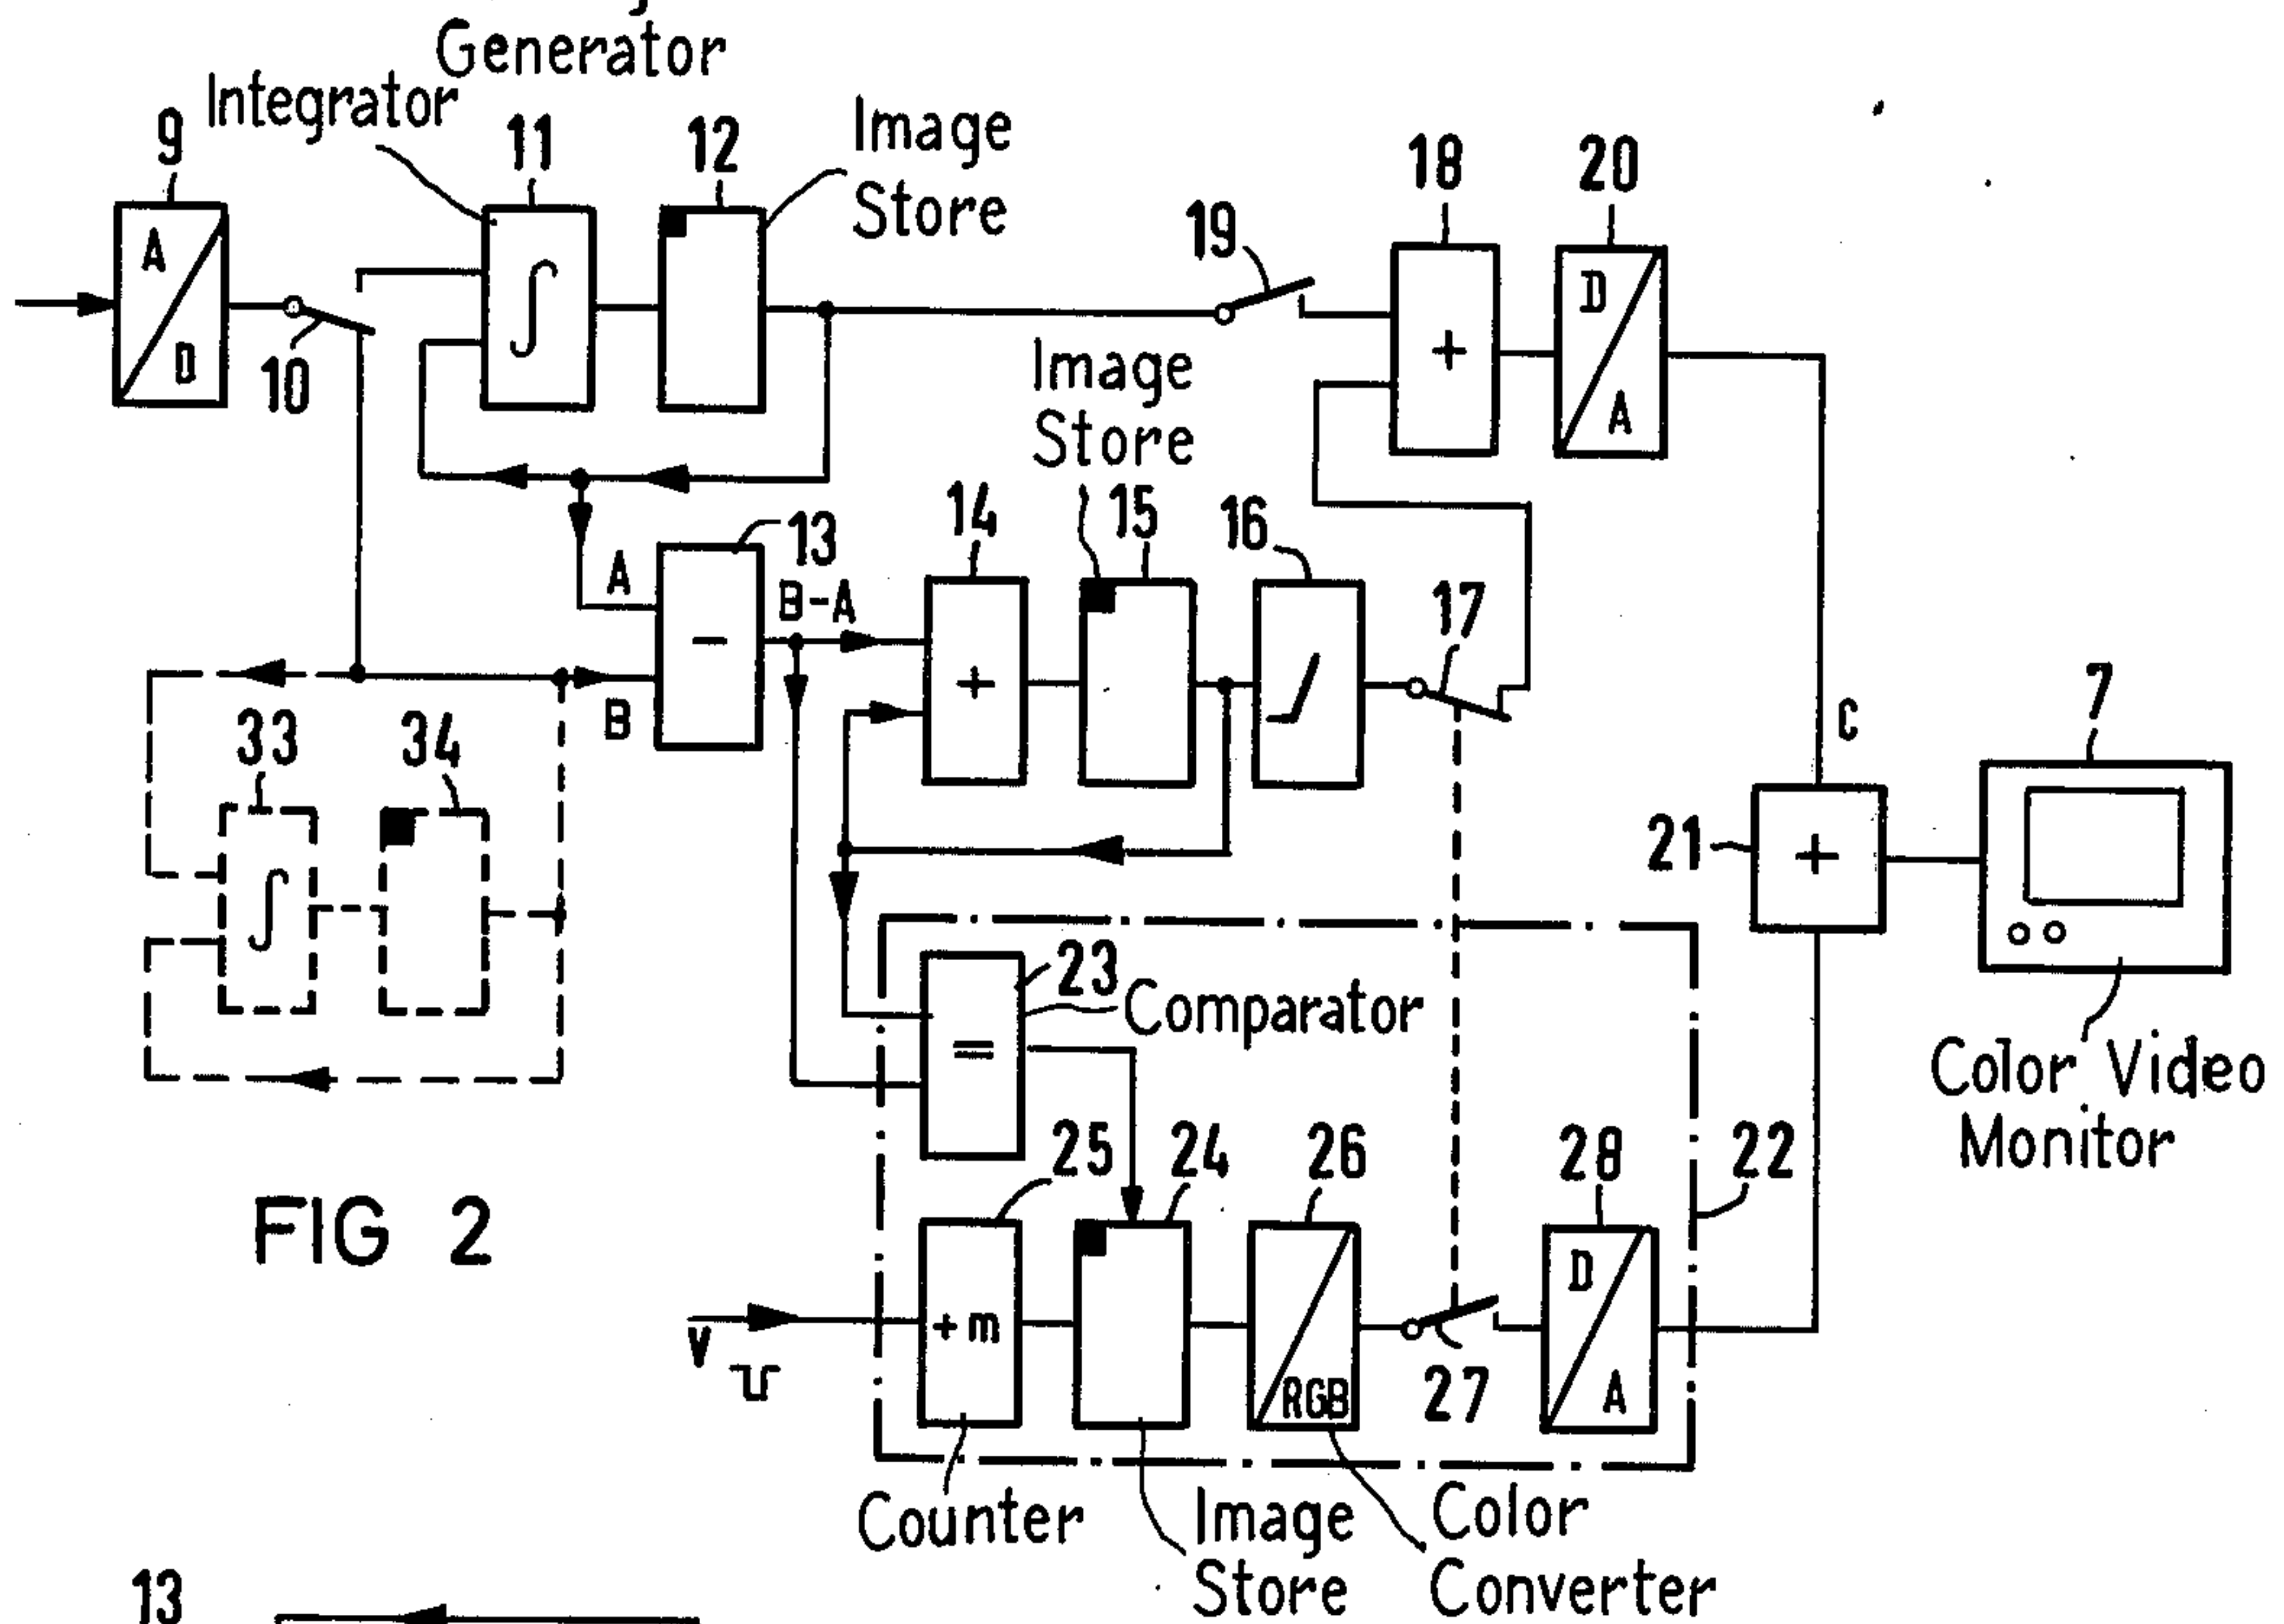 Generator
Integrator
9
11
12
Image
Store
18
20
19
A
D
10
∫
+
D
A
Image
Store
14
15
16
13
A
B-A
17
-
+
B
C
7
33
34
21
+
∫
23
Comparator
=
Color Video
Monitor
25
24
26
28
22
FIG 2
V
+m
RGB
27
D
A
Counter
Image
Store
Color
Converter
13